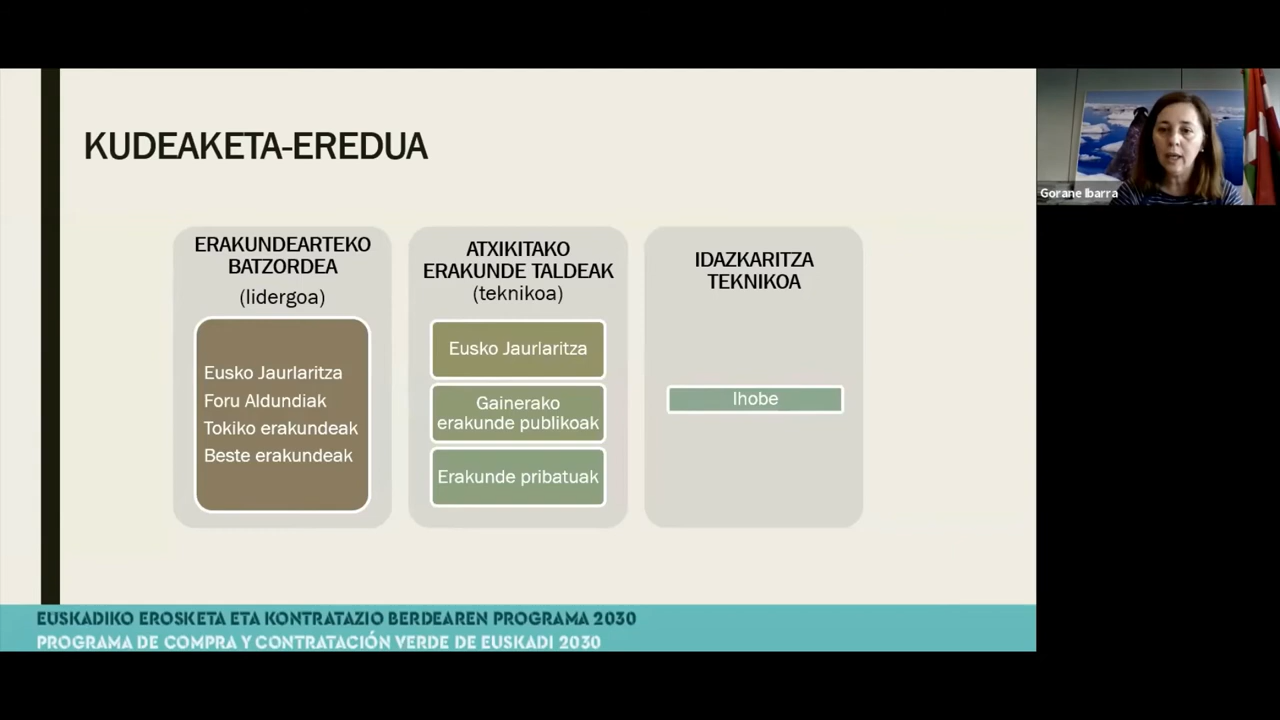 KUDEAKETA-EREDUA
ERAKUNDEARTEKO
BATZORDEA
(lidergoa)
Eusko Jaurlaritza
Foru Aldundiak
Tokiko erakundeak
Beste erakundeak
ATXIKITAKO
ERAKUNDE TALDEAK
(teknikoa)
Eusko Jaurlaritza
Gainerako
erakunde publikoak
Erakunde pribatuak
IDAZKARITZA
TEKNIKOA
Ihobe
Gorane Ibarra
EUSKADIKO EROSKETA ETA KONTRATAZIO BERDEAREN PROGRAMA 2030
PROGRAMA DE COMPRA Y CONTRATACIÓN VERDE DE EUSKADI 2030